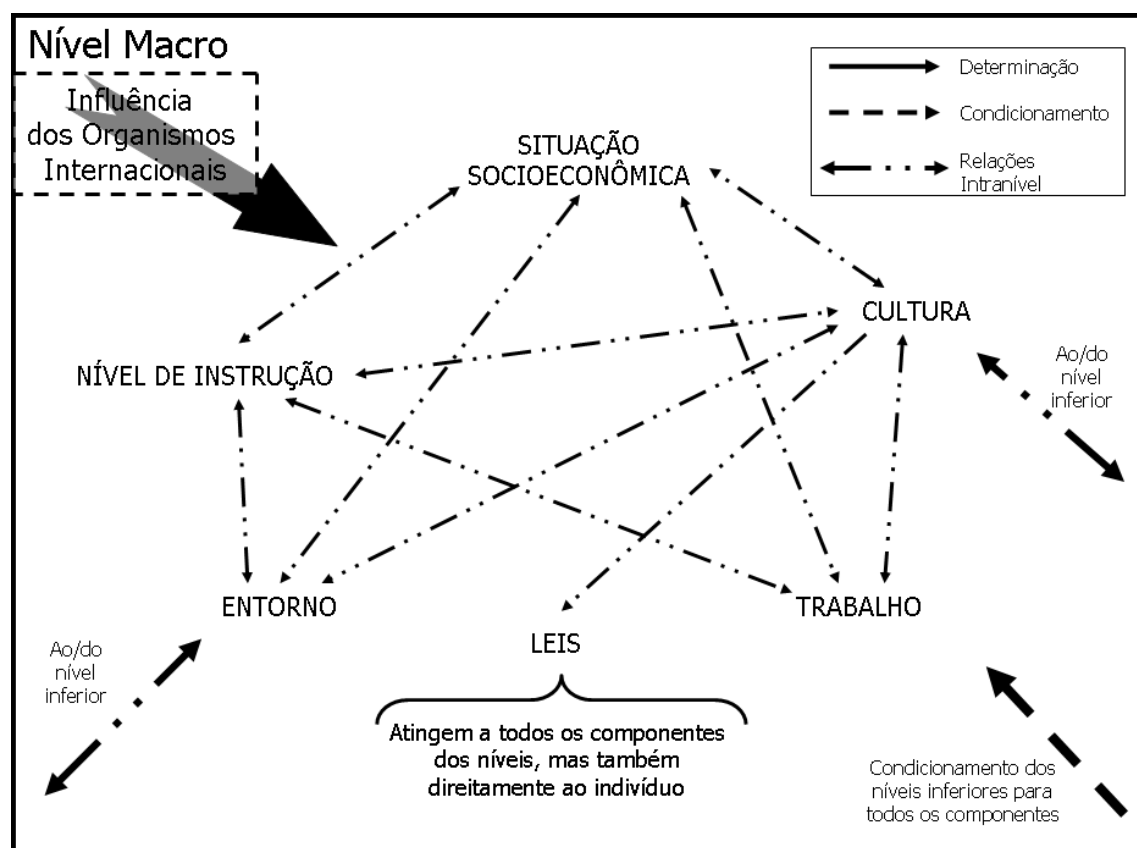 Nível Macro
Influência
dos Organismos
Internacionais
Determinação
Condicionamento
Relações
Intranível
SITUAÇÃO
SOCIOECONÔMICA
CULTURA
NÍVEL DE INSTRUÇÃO
Ao/do
nível
inferior
ENTORNO
TRABALHO
LEIS
Ao/do
nível
inferior
Atingem a todos os componentes
dos níveis, mas também
direitamente ao indivíduo
Condicionamento dos
níveis inferiores para
todos os componentes